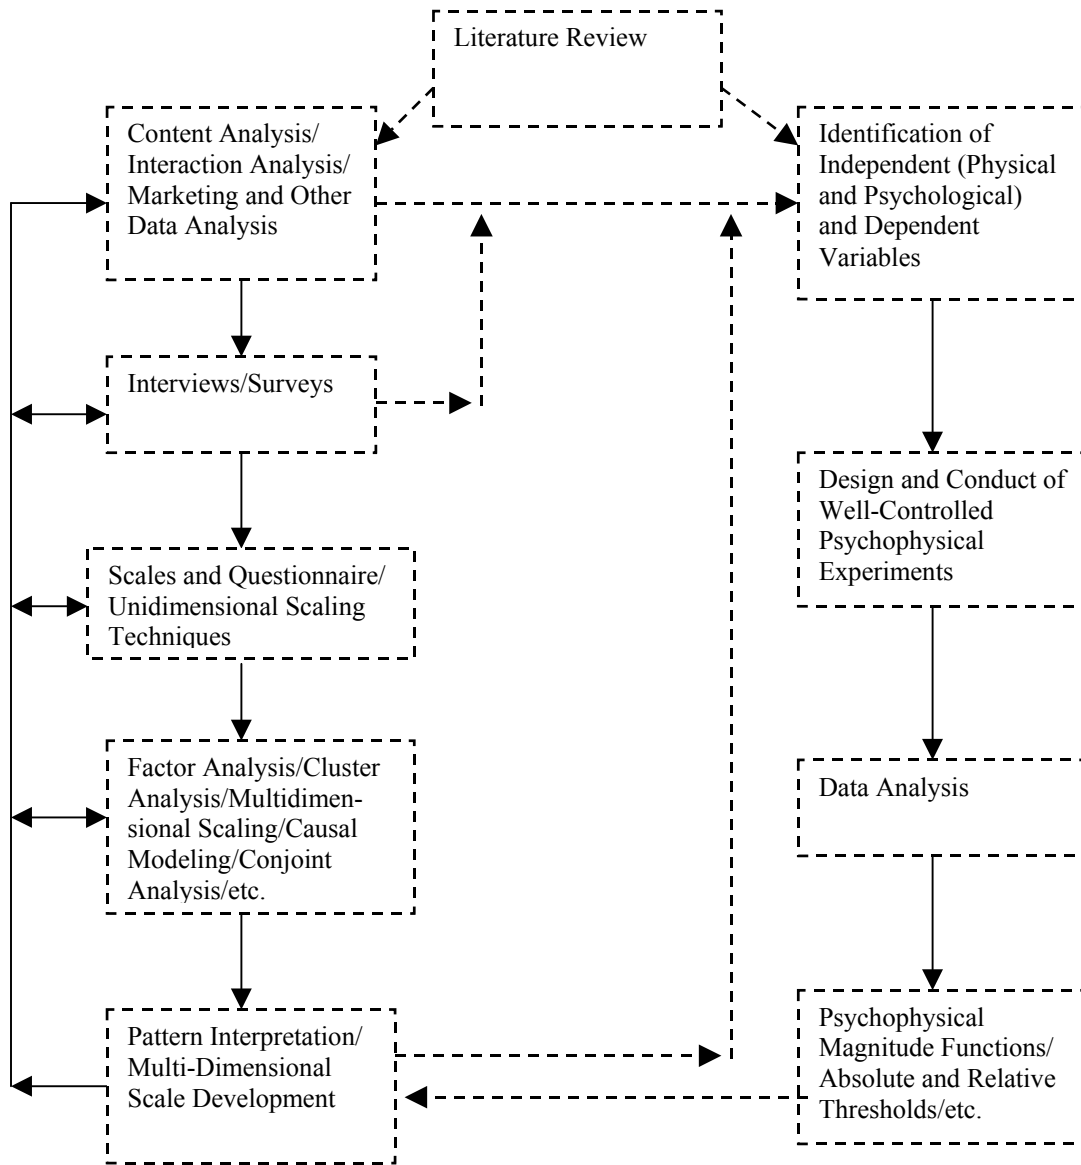 Literature Review
Content Analysis/
Interaction Analysis/
Marketing and Other
Data Analysis
Identification of
Independent (Physical
and Psychological)
and Dependent
Variables
Interviews/Surveys
Design and Conduct of
Well-Controlled
Psychophysical
Experiments
Scales and Questionnaire/
Unidimensional Scaling
Techniques
Factor Analysis/Cluster
Analysis/Multidimen-
sional Scaling/Causal
Modeling/Conjoint
Analysis/etc.
Data Analysis
Pattern Interpretation/
Multi-Dimensional
Scale Development
Psychophysical
Magnitude Functions/
Absolute and Relative
Thresholds/etc.